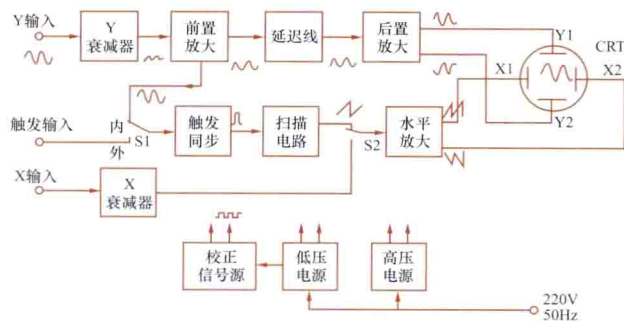 Y输入
Y
衰减器
前置
放大
延迟线
后置
放大
Y1
CRT
X1
X2
Y2
触发输入
内
外
S1
触发
同步
扫描
电路
S2
水平
放大
X输入
X
衰减器
校正
信号源
低压
电源
高压
电源
220V
50Hz